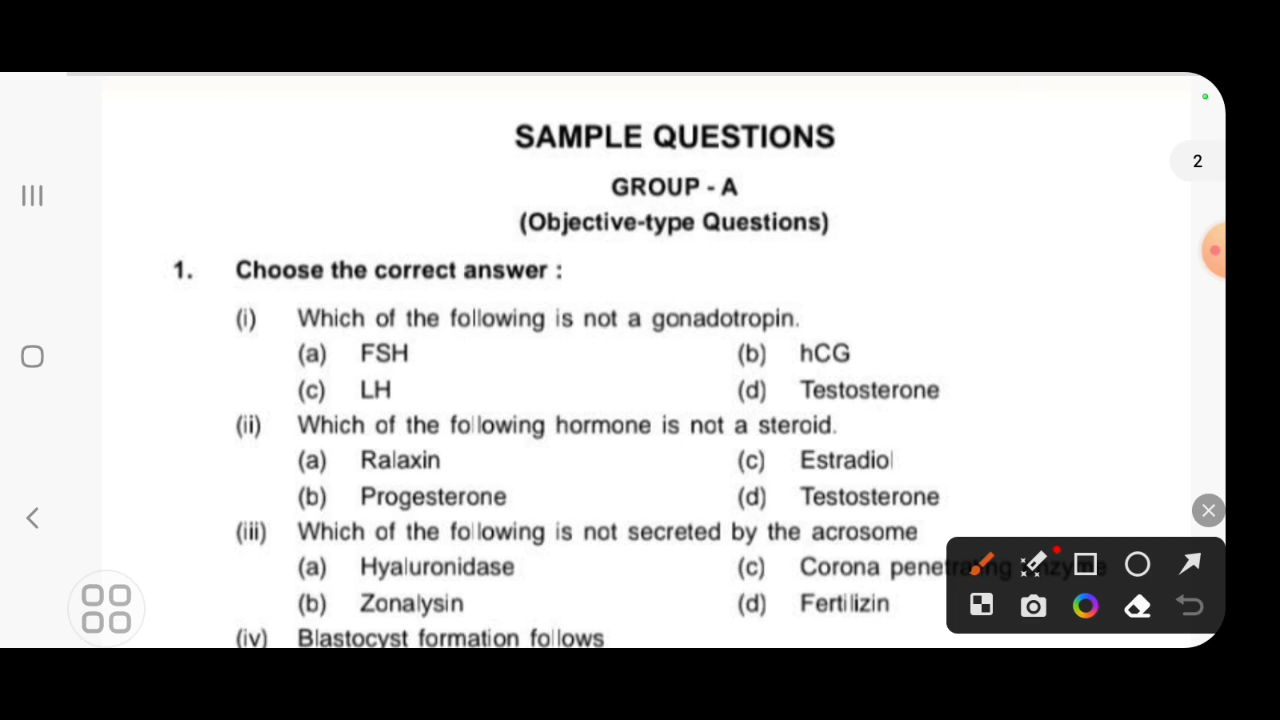 SAMPLE QUESTIONS
GROUP - A
(Objective-type Questions)
1. Choose the correct answer :
(i) Which of the following is not a gonadotropin.
(a) FSH (b) hCG
(c) LH (d) Testosterone
(ii) Which of the following hormone is not a steroid.
(a) Ralaxin (c) Estradiol
(b) Progesterone (d) Testosterone
(iii) Which of the following is not secreted by the acrosome
(a) Hyaluronidase (c) Corona penetrating enzyme
(b) Zonalysin (d) Fertilizin
(iv) Blastocyst formation follows
2